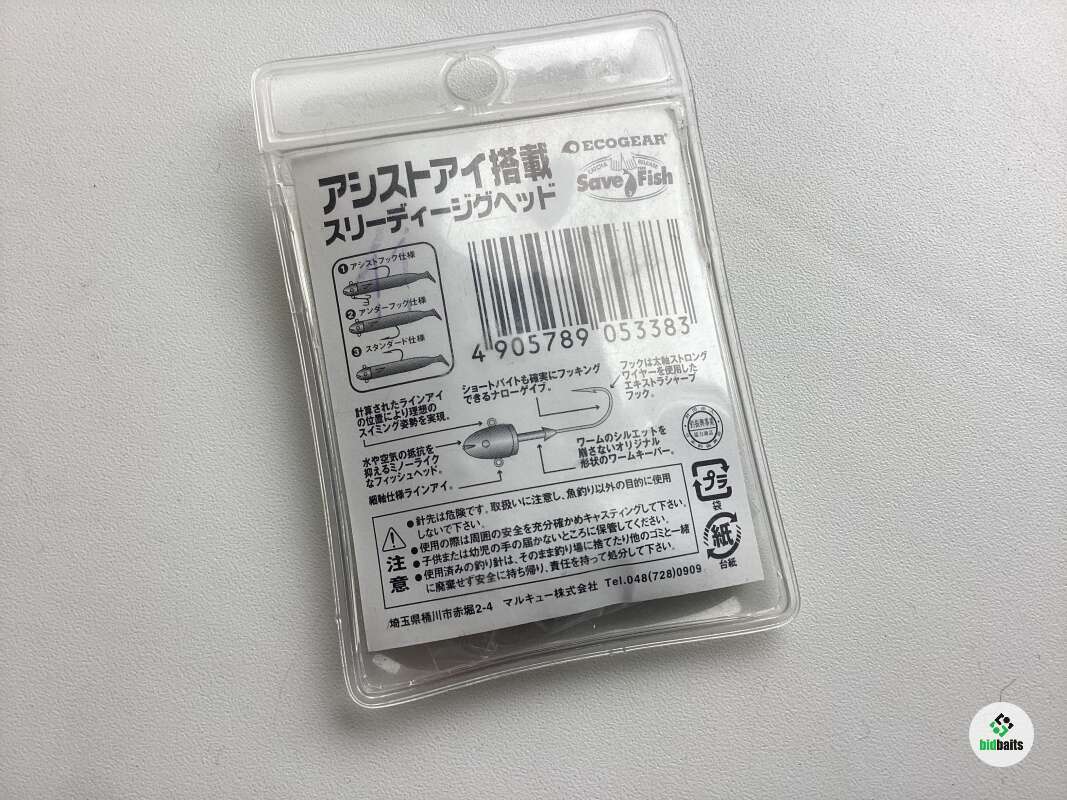 ECOGEAR®
CATCH & RELEASE
Save Fish
アシストアイ搭載
スリーディージグヘッド
1 アシストフック仕様
2 アンダーフック仕様
3 スタンダード仕様
4 905789 053383
ショートバイトも確実にフッキング
できるナローゲイプ。
フックは太軸ストロング
ワイヤーを使用した
エキストラシャープ
フック。
計算されたラインアイ
の位置により理想の
スイミング姿勢を実現。
水や空気の抵抗を
抑えるミノーライク
なフィッシュヘッド。
細軸仕様ラインアイ。
ワームのシルエットを
崩さないオリジナル
形状のワームキーパー。
プラ
袋
紙
台紙
注意
●針先は危険です。取扱いに注意し、魚釣り以外の目的に使用
しないで下さい。
●使用の際は周囲の安全を充分確かめキャスティングして下さい。
●子供または幼児の手の届かないところに保管してください。
●使用済みの釣り針は、そのまま釣り場に捨てたり他のゴミと一緒
に廃棄せず安全に持ち帰り、責任を持って処分して下さい。
埼玉県桶川市赤堀2-4 マルキュー株式会社 Tel.048(728)0909
bidbaits